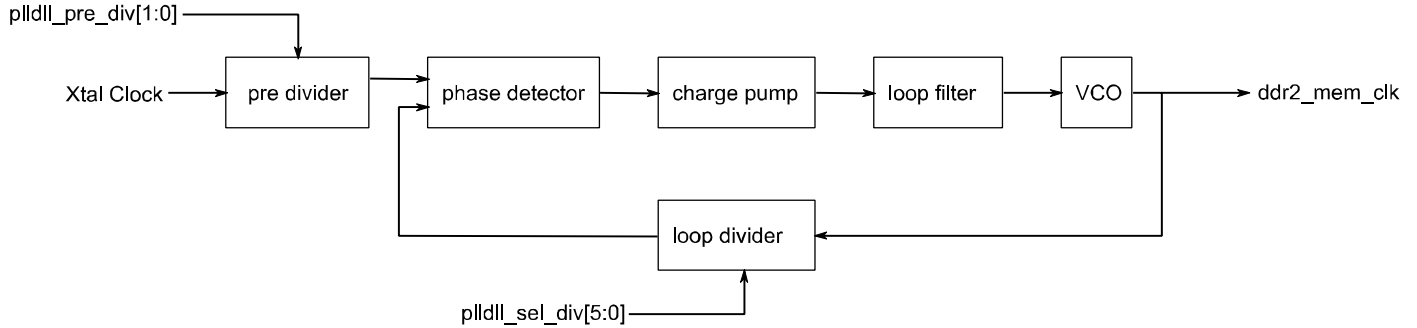 plldll_pre_div[1:0]
Xtal Clock
pre divider
phase detector
charge pump
loop filter
VCO
ddr2_mem_clk
loop divider
plldll_sel_div[5:0]